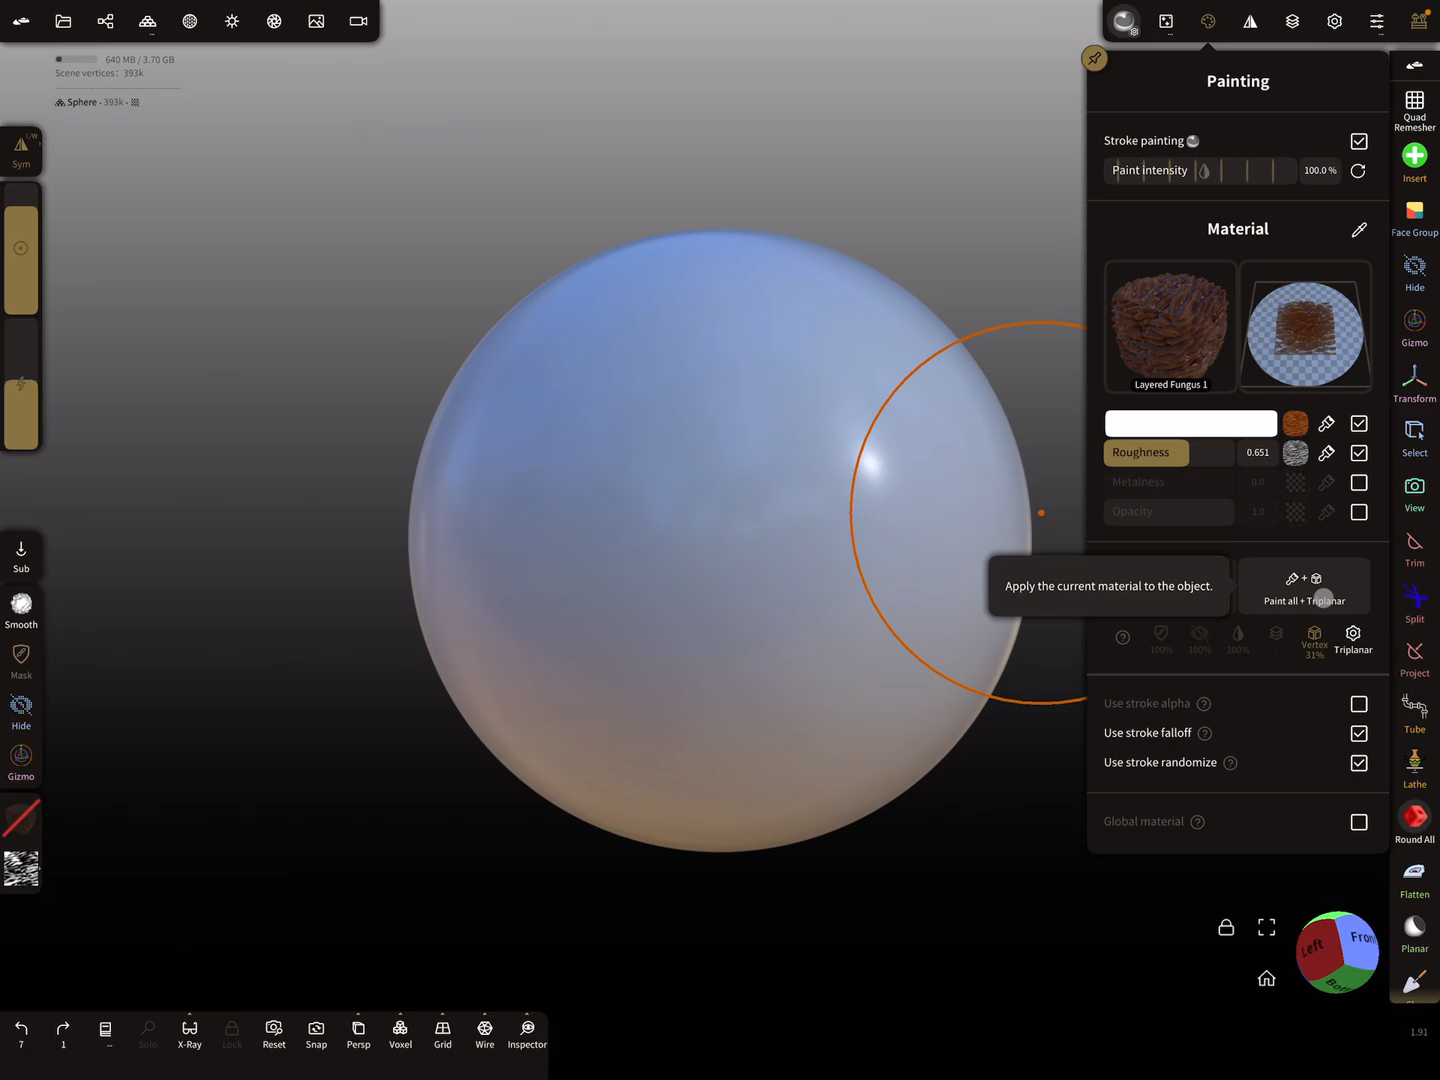 640 MB / 3.70 GB
Scene vertices: 393k
Sphere • 393k •
L/W
Sym
Sub
Smooth
Mask
Hide
Gizmo
7
1
...
Solo
X-Ray
Lock
Reset
Snap
Persp
Voxel
Grid
Wire
Inspector
Painting
Stroke painting
Paint intensity
100.0 %
Material
Layered Fungus 1
Roughness
0.651
Metalness
0.0
Opacity
1.0
Apply the current material to the object.
Paint all + Triplanar
100%
100%
100%
-
Vertex
31%
Triplanar
Use stroke alpha
Use stroke falloff
Use stroke randomize
Global material
Quad
Remesher
Insert
Face Group
Hide
Gizmo
Transform
Select
View
Trim
Split
Project
Tube
Lathe
Round All
Flatten
Planar
Left
Fron
1.91